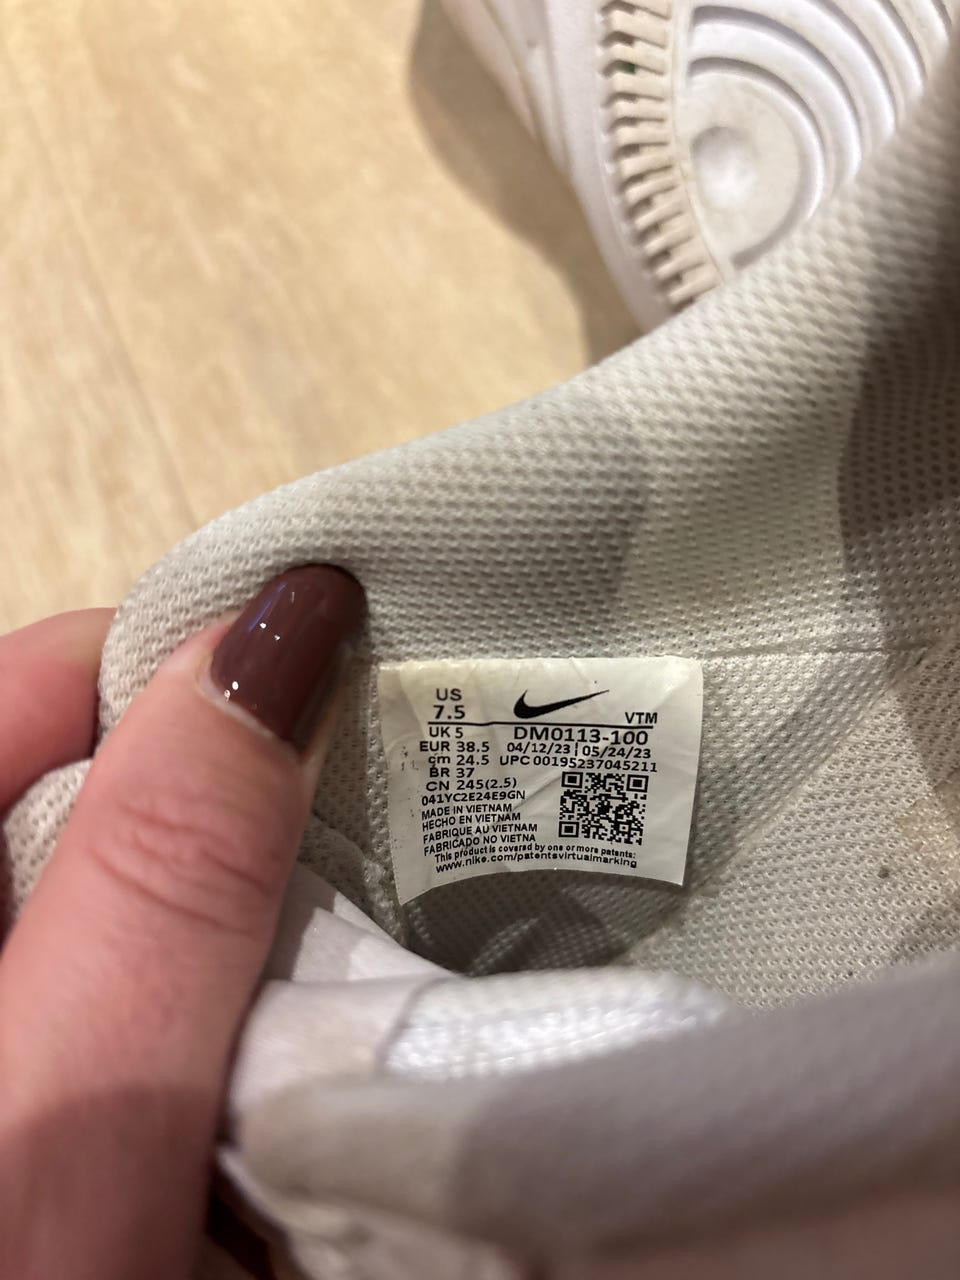 US
7.5
VTM
UK 5
DM0113-100
EUR 38.5
04/12/23 | 05/24/23
cm 24.5
UPC 00195237045211
BR 37
CN 245(2.5)
041YC2E24E9GN
MADE IN VIETNAM
HECHO EN VIETNAM
FABRIQUE AU VIETNAM
FABRICADO NO VIETNA
This product is covered by one or more patents:
www.nike.com/patentsvirtualmarking